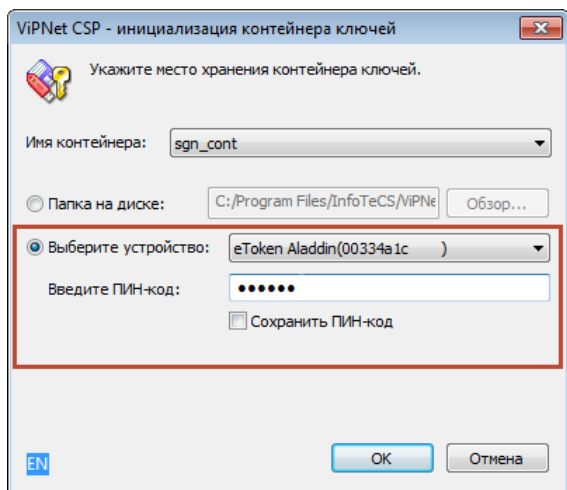 ViPNet CSP - инициализация контейнера ключей
Укажите место хранения контейнера ключей.
Имя контейнера: sgn_cont
Папка на диске: C:/Program Files/InfoTeCS/ViPNe Обзор...
Выберите устройство: eToken Aladdin(00334a1c )
Введите ПИН-код: ••••••
Сохранить ПИН-код
EN OK Отмена